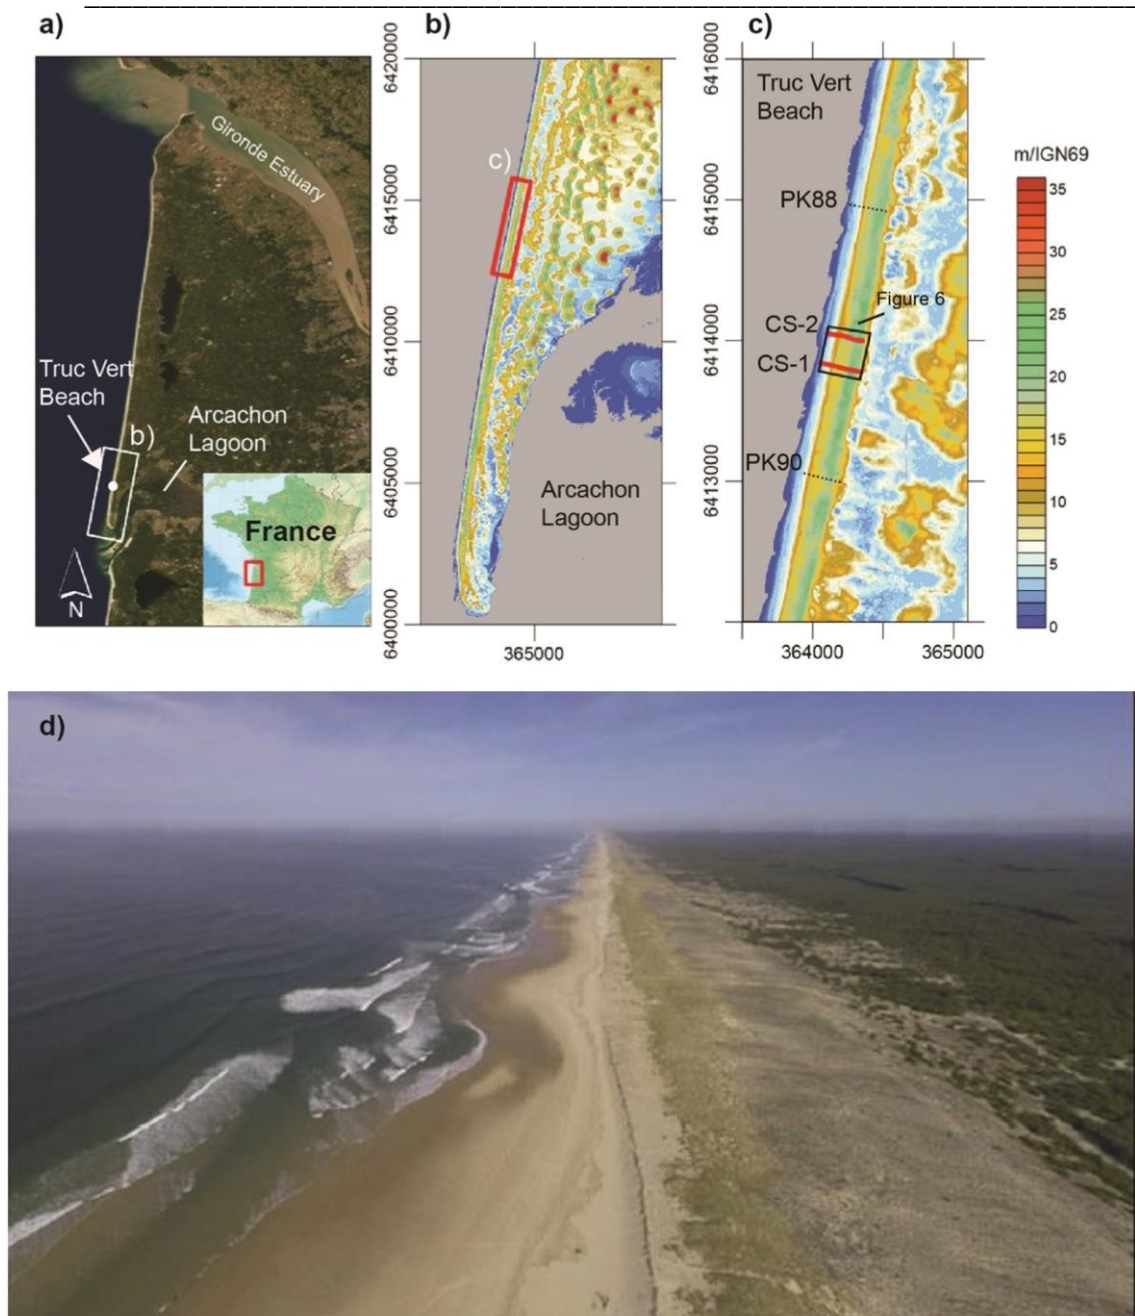 a)
Gironde Estuary
Truc Vert
Beach
b)
Arcachon
Lagoon
France
N
b)
6420000
6415000
6410000
6405000
6400000
c)
Arcachon
Lagoon
365000
c)
6416000
6415000
6414000
6413000
Truc Vert
Beach
PK88
Figure 6
CS-2
CS-1
PK90
364000
365000
m/IGN69
35
30
25
20
15
10
5
0
d)